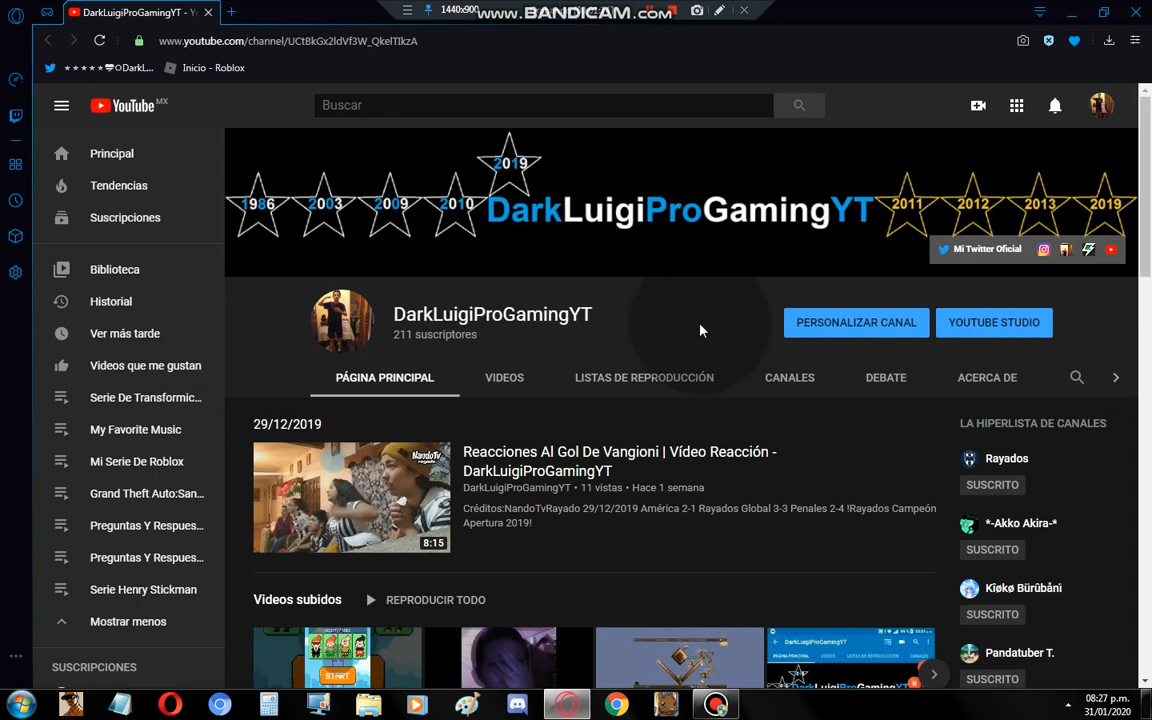 DarkLuigiProGamingYT - Y
1440x900
www.BANDICAM.com
www.youtube.com/channel/UCtBkGx2ldVf3W_QkelTIkzA
Inicio - Roblox
YouTube MX
Buscar
Principal
Tendencias
Suscripciones
Biblioteca
Historial
Ver más tarde
Videos que me gustan
Serie De Transformic...
My Favorite Music
Mi Serie De Roblox
Grand Theft Auto:San...
Preguntas Y Respues...
Preguntas Y Respues...
Serie Henry Stickman
Mostrar menos
SUSCRIPCIONES
2019
1986 2003 2009 2010 DarkLuigiProGamingYT 2011 2012 2013 2019
Mi Twitter Oficial
DarkLuigiProGamingYT
211 suscriptores
PERSONALIZAR CANAL
YOUTUBE STUDIO
PÁGINA PRINCIPAL VIDEOS LISTAS DE REPRODUCCIÓN CANALES DEBATE ACERCA DE
29/12/2019
NandoTv
rayado
8:15
Reacciones Al Gol De Vangioni | Vídeo Reacción -
DarkLuigiProGamingYT
DarkLuigiProGamingYT • 11 vistas • Hace 1 semana
Créditos:NandoTvRayado 29/12/2019 América 2-1 Rayados Global 3-3 Penales 2-4 !Rayados Campeón
Apertura 2019!
Videos subidos
REPRODUCIR TODO
START
DarkLuigiProGamingYT
LA HIPERLISTA DE CANALES
Rayados
SUSCRITO
*-Akko Akira-*
SUSCRITO
Kïøkø Bürübånï
SUSCRITO
Pandatuber T.
SUSCRITO
08:27 p.m.
31/01/2020